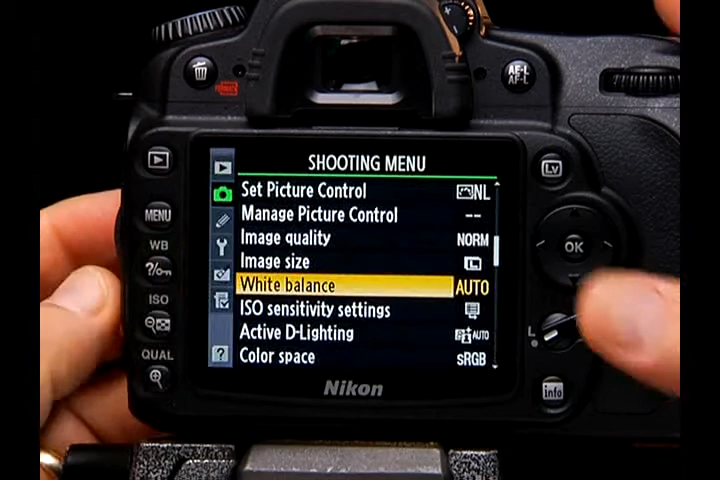 AE-L
AF-L
FORMAT
SHOOTING MENU
Lv
Set Picture Control NL
Manage Picture Control --
MENU
Image quality NORM
WB
OK
Image size L
White balance AUTO
ISO
ISO sensitivity settings
L
Active D-Lighting AUTO
QUAL
Color space sRGB
?
Nikon
info